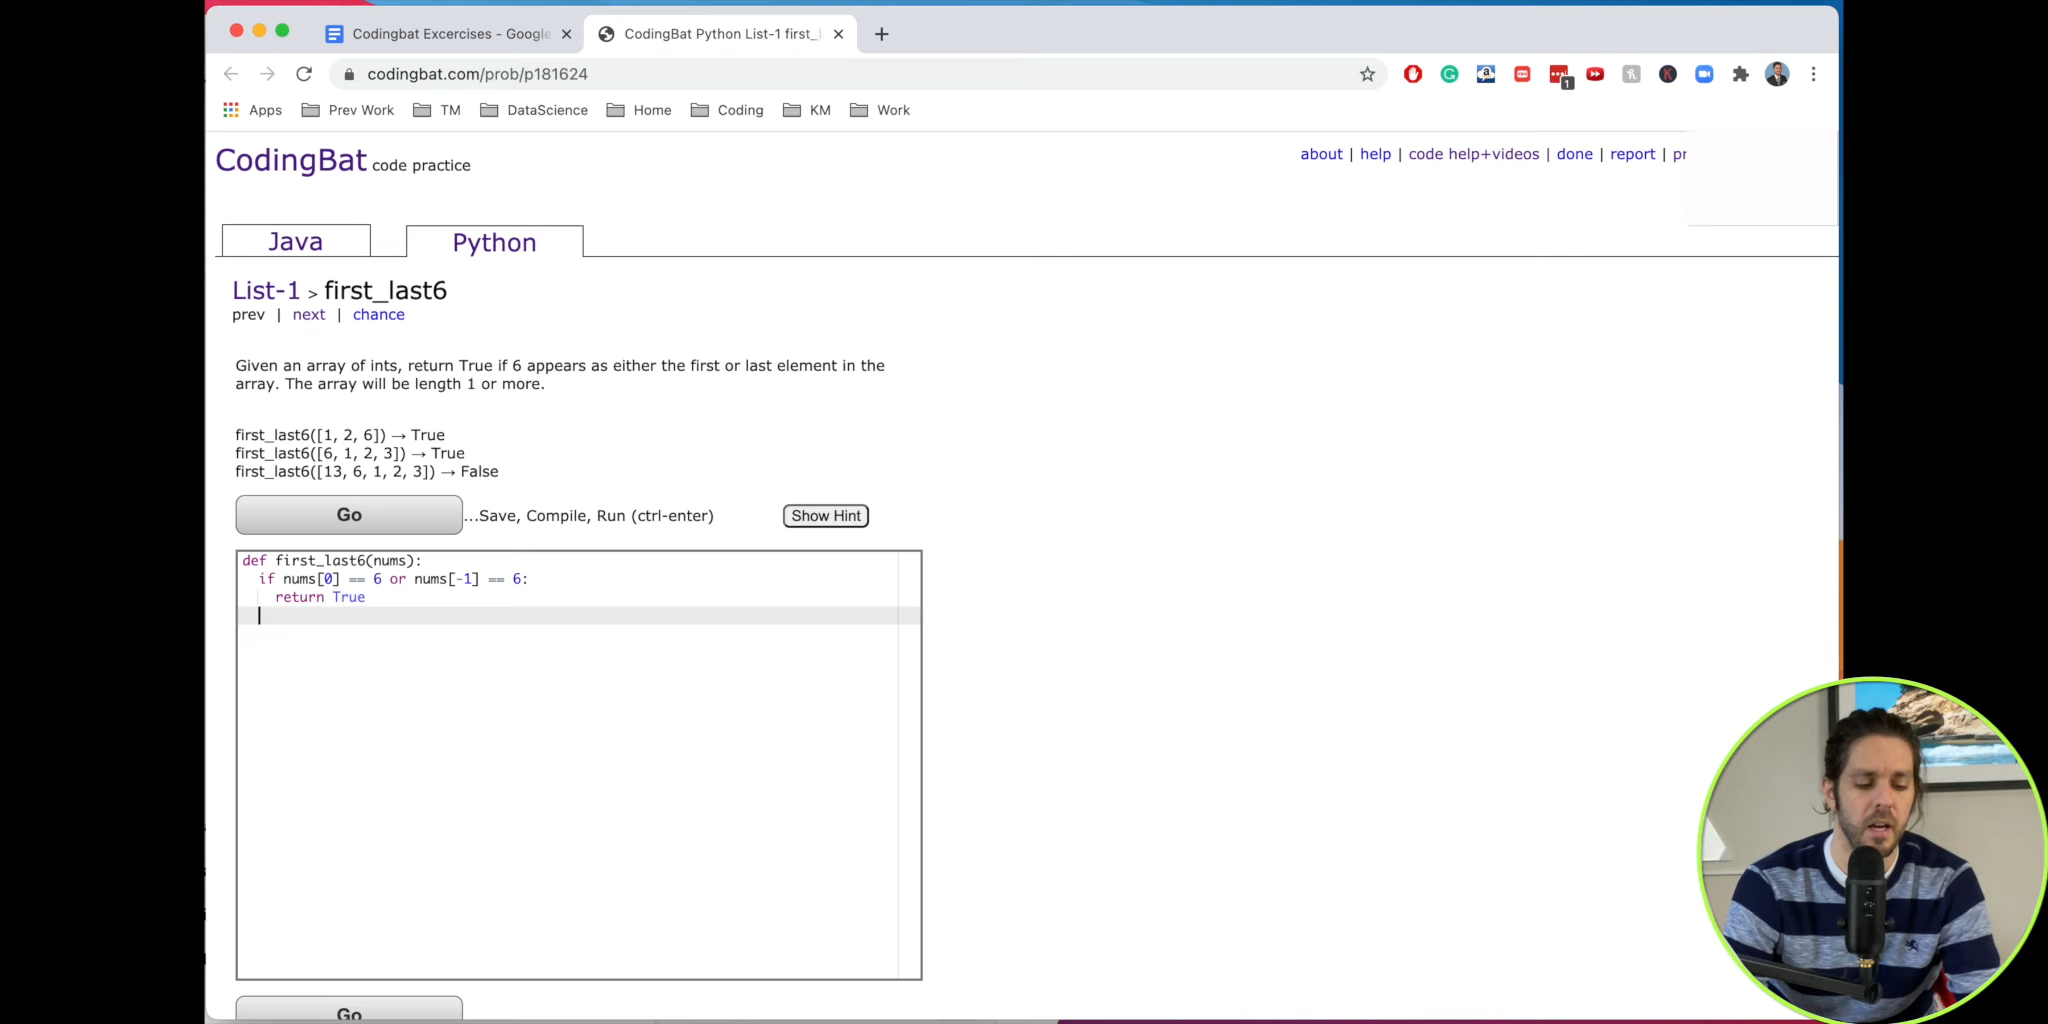 Codingbat Excercises - Google
CodingBat Python List-1 first_l
codingbat.com/prob/p181624
1
Apps
Prev Work
TM
DataScience
Home
Coding
KM
Work
CodingBat code practice
about | help | code help+videos | done | report | pr
Java
Python
List-1 > first_last6
prev | next | chance
Given an array of ints, return True if 6 appears as either the first or last element in the
array. The array will be length 1 or more.
first_last6([1, 2, 6]) → True
first_last6([6, 1, 2, 3]) → True
first_last6([13, 6, 1, 2, 3]) → False
Go
...Save, Compile, Run (ctrl-enter)
Show Hint
def first_last6(nums):
if nums[0] == 6 or nums[-1] == 6:
return True
Go